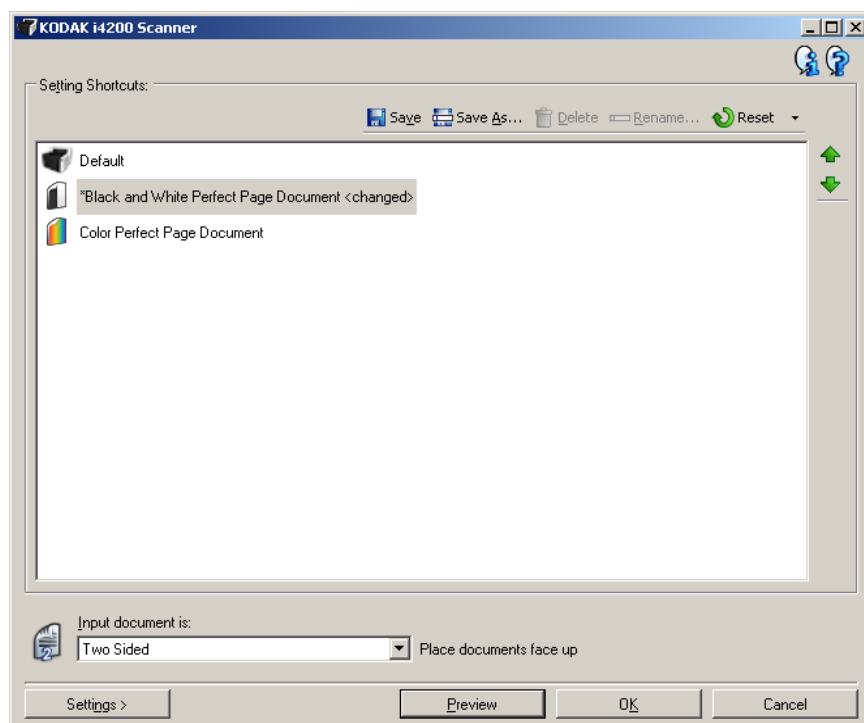 KODAK i4200 Scanner
Setting Shortcuts:
Save Save As... Delete Rename... Reset
Default
*Black and White Perfect Page Document <changed>
Color Perfect Page Document
Input document is:
2 Two Sided Place documents face up
Settings > Preview OK Cancel